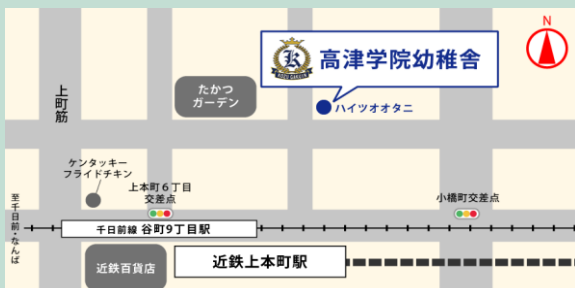 N
高津学院幼稚舎
たかつ
ガーデン
ハイツオオタニ
上町筋
ケンタッキー
フライドチキン
上本町6丁目
交差点
小橋町交差点
至千日前・なんば
千日前線 谷町9丁目駅
近鉄百貨店
近鉄上本町駅